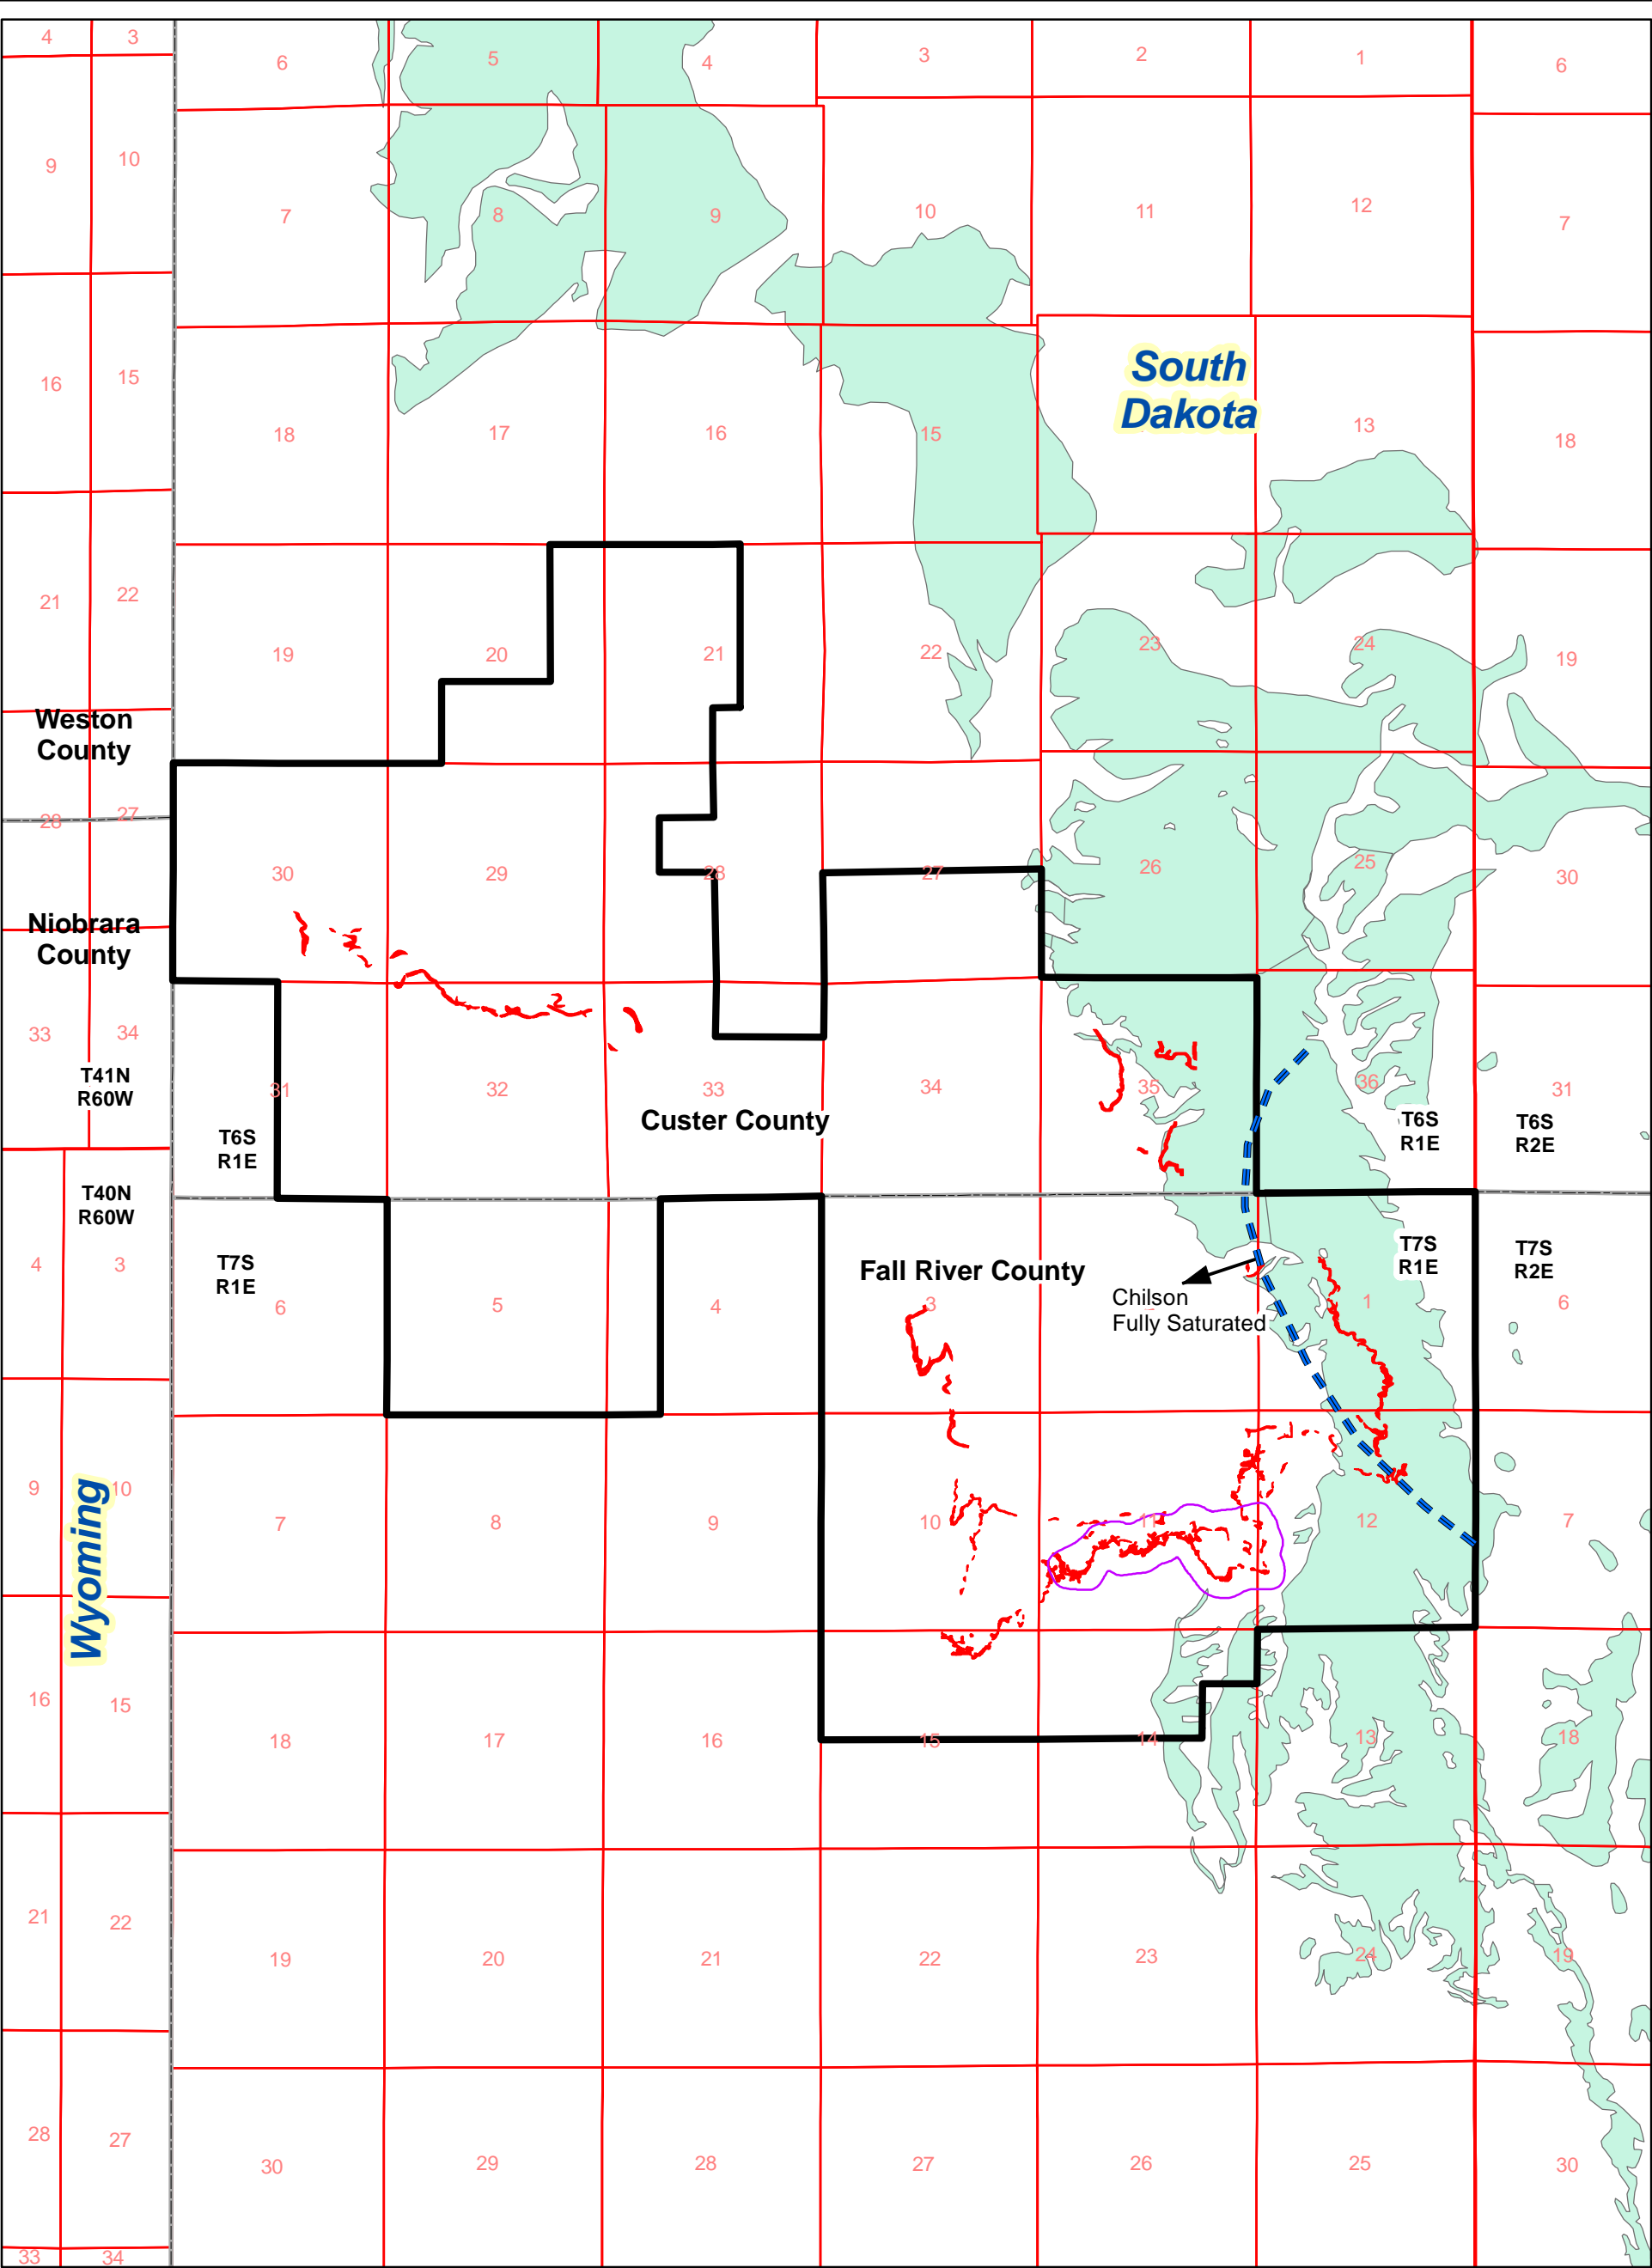 4 3 6 5 4 3 2 1 6
9 10 7 8 9 10 11 12 7
South
Dakota
16 15 18 17 16 15 13 18
21 22 19 20 21 22 23 24 19
Weston
County
28 27 30 29 28 27 26 25 30
Niobrara
County
33 34 31 32 33 34 35 36 31
T41N
R60W
Custer County
T6S
R1E
T6S
R1E
T6S
R2E
T40N
R60W
T7S
R1E
Fall River County
T7S
R1E
T7S
R2E
4 3 6 5 4 3 1 6
Chilson
Fully Saturated
9 10 7 8 9 10 11 12 7
Wyoming
16 15 18 17 16 15 14 13 18
21 22 19 20 21 22 23 24 19
28 27 30 29 28 27 26 25 30
33 34